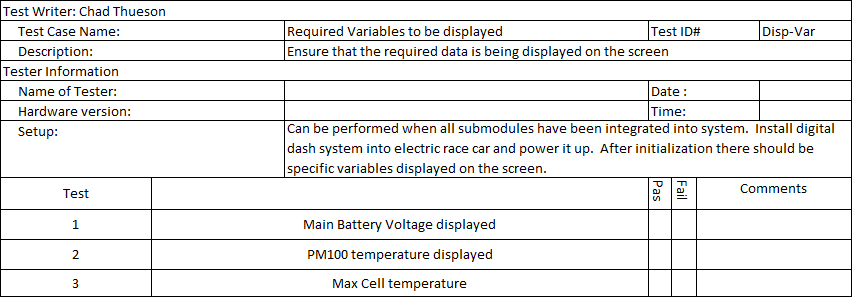 Test Writer: Chad Thueson
Test Case Name: Required Variables to be displayed Test ID# Disp-Var
Description: Ensure that the required data is being displayed on the screen
Tester Information
Name of Tester: Date :
Hardware version: Time:
Setup: Can be performed when all submodules have been integrated into system. Install digital
dash system into electric race car and power it up. After initialization there should be
specific variables displayed on the screen.
Test Pas Fail Comments
1 Main Battery Voltage displayed
2 PM100 temperature displayed
3 Max Cell temperature